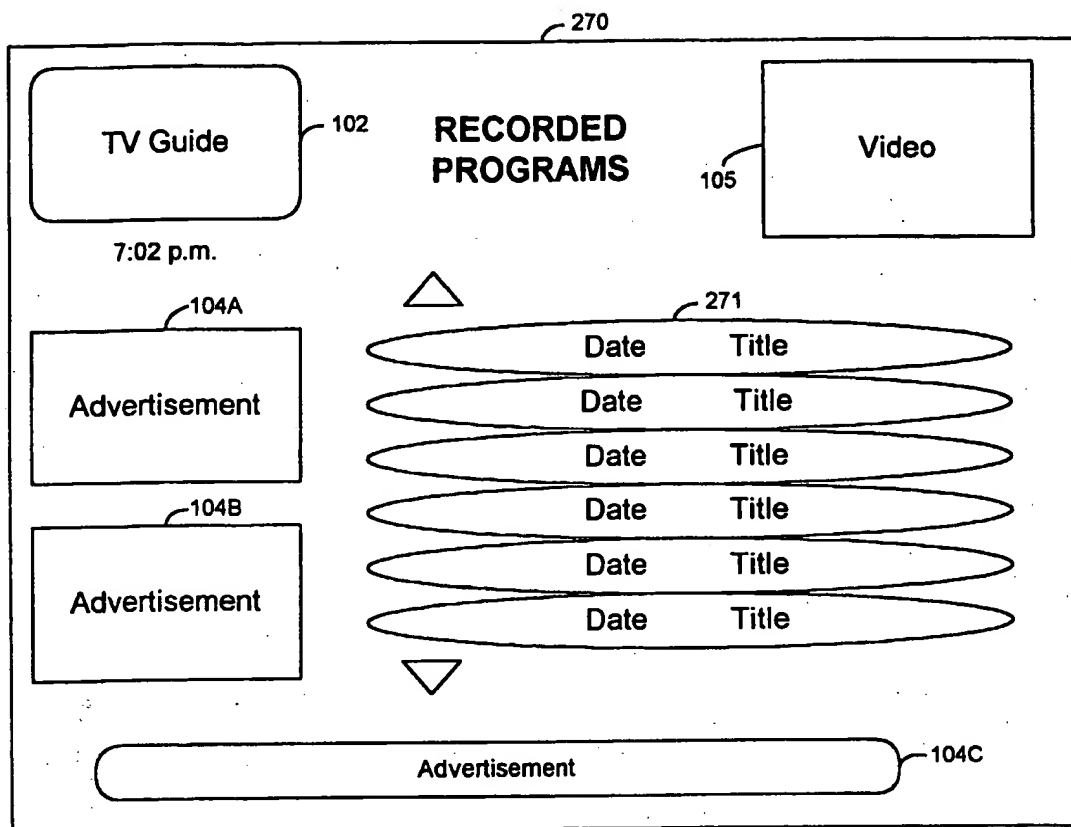 270
TV Guide
102
RECORDED
PROGRAMS
105
Video
7:02 p.m.
104A
Advertisement
104B
Advertisement
271
Date Title
Date Title
Date Title
Date Title
Date Title
Date Title
Advertisement
104C